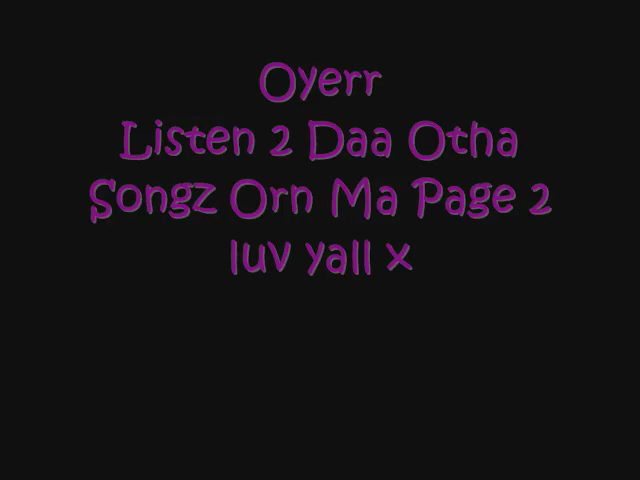 Oyerr
Listen 2 Daa Otha
Songz Orn Ma Page 2
luv yall x